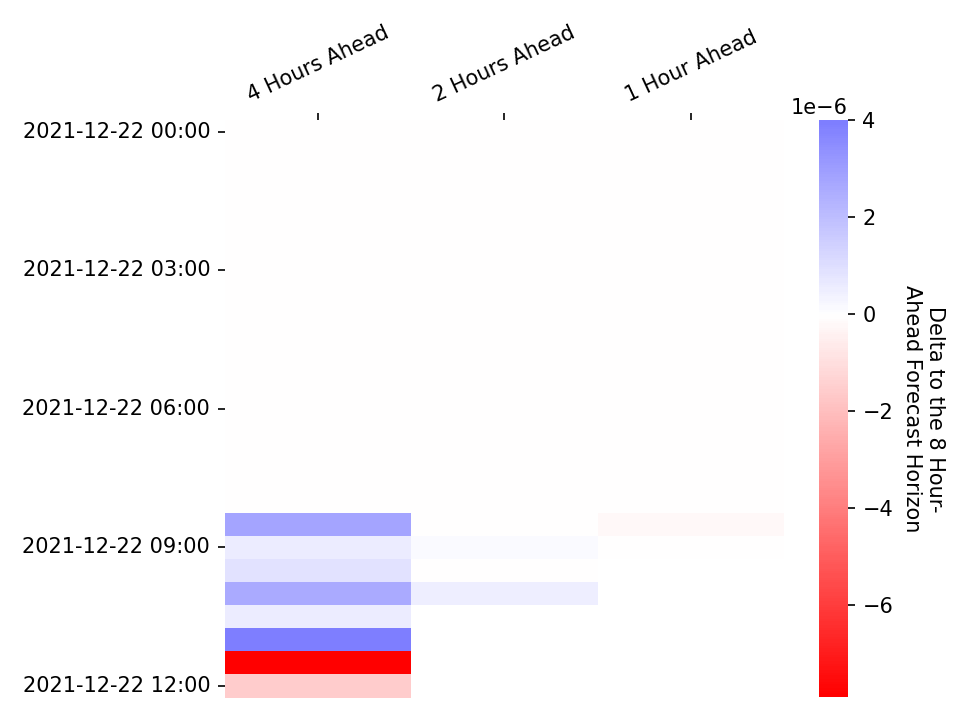 4 Hours Ahead
2 Hours Ahead
1 Hour Ahead
1e−6
2021-12-22 00:00
2021-12-22 03:00
2021-12-22 06:00
2021-12-22 09:00
2021-12-22 12:00
4
2
0
−2
−4
−6
Delta to the 8 Hour-
Ahead Forecast Horizon